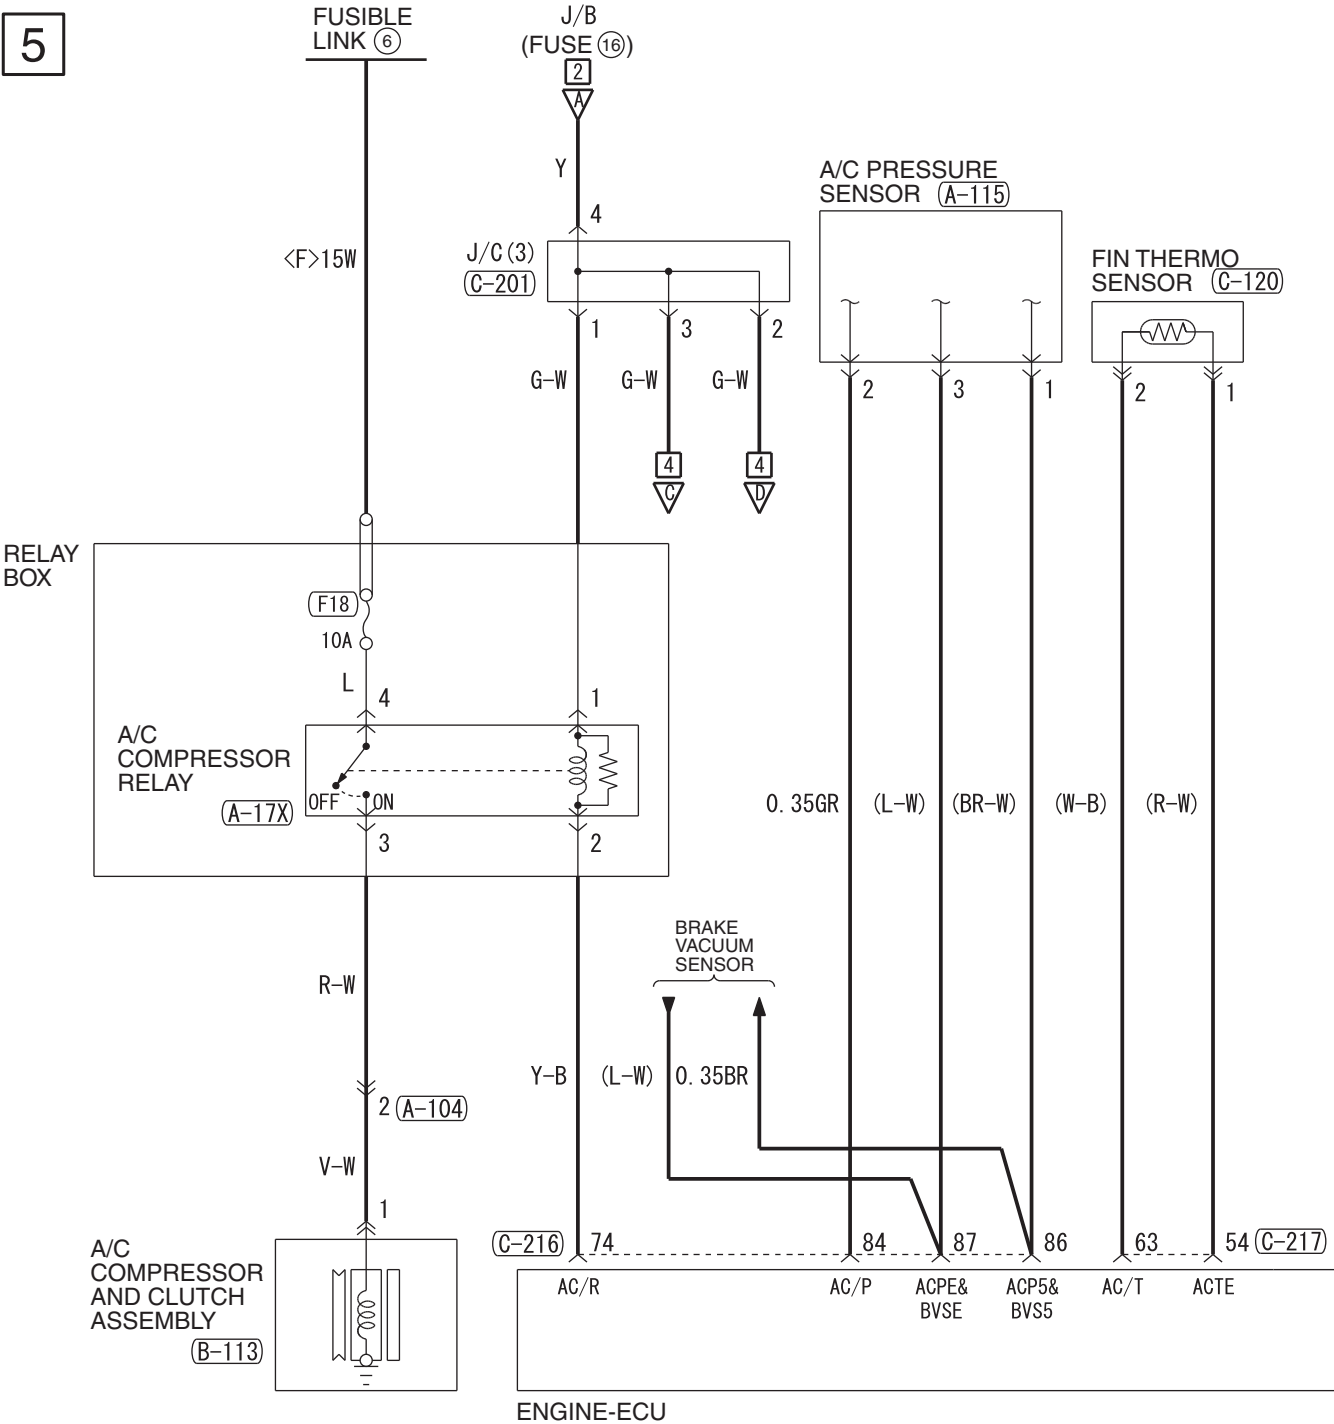 5
FUSIBLE
LINK 6
J/B
(FUSE 16)
2
A
Y
4
A/C PRESSURE
SENSOR (A-115)
<F>15W
J/C(3)
C-201
FIN THERMO
SENSOR C-120
1
3
2
G-W
G-W
G-W
2
3
1
2
1
4
C
4
D
RELAY
BOX
F18
10A
L
4
1
A/C
COMPRESSOR
RELAY
A-17X
OFF
ON
3
2
0.35GR
(L-W)
(BR-W)
(W-B)
(R-W)
BRAKE
VACUUM
SENSOR
R-W
Y-B
(L-W)
0.35BR
2 A-104
V-W
1
C-216
74
84
87
86
63
54 C-217
A/C
COMPRESSOR
AND CLUTCH
ASSEMBLY
B-113
AC/R
AC/P
ACPE&
BVSE
ACP5&
BVS5
AC/T
ACTE
ENGINE-ECU